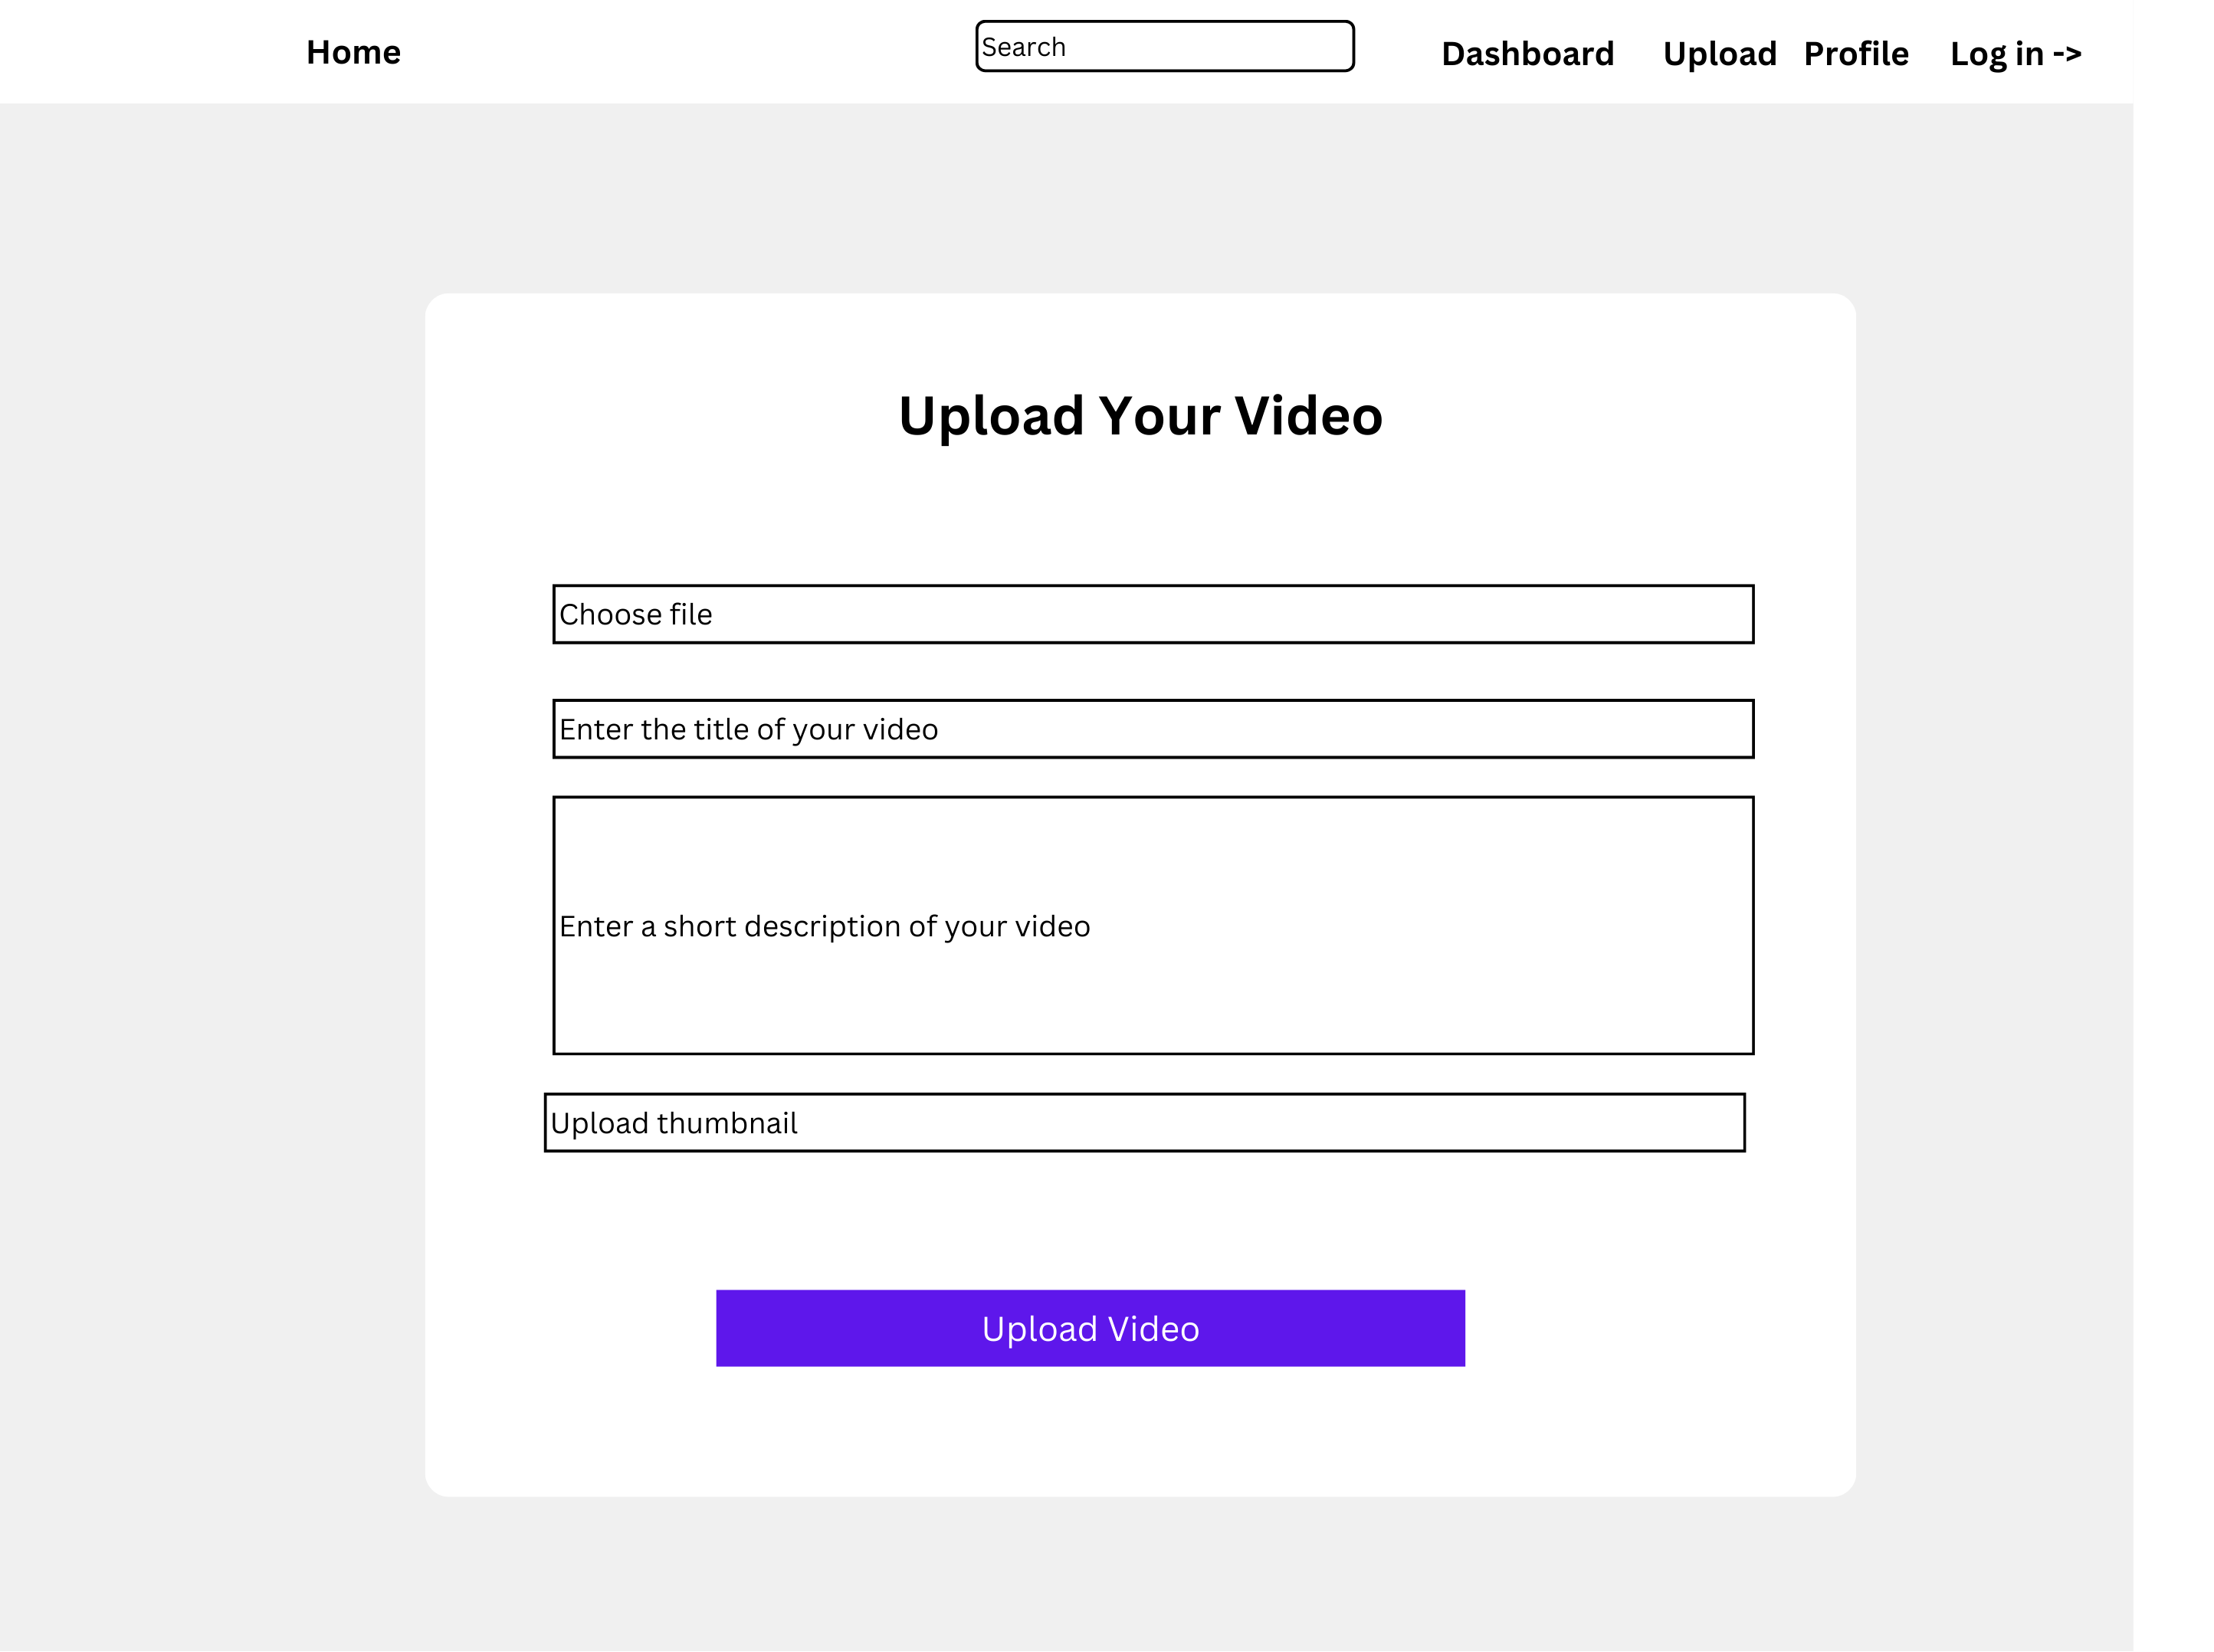 Home
Search
Dashboard
Upload
Profile
Log in ->
Upload Your Video
Choose file
Enter the title of your video
Enter a short description of your video
Upload thumbnail
Upload Video